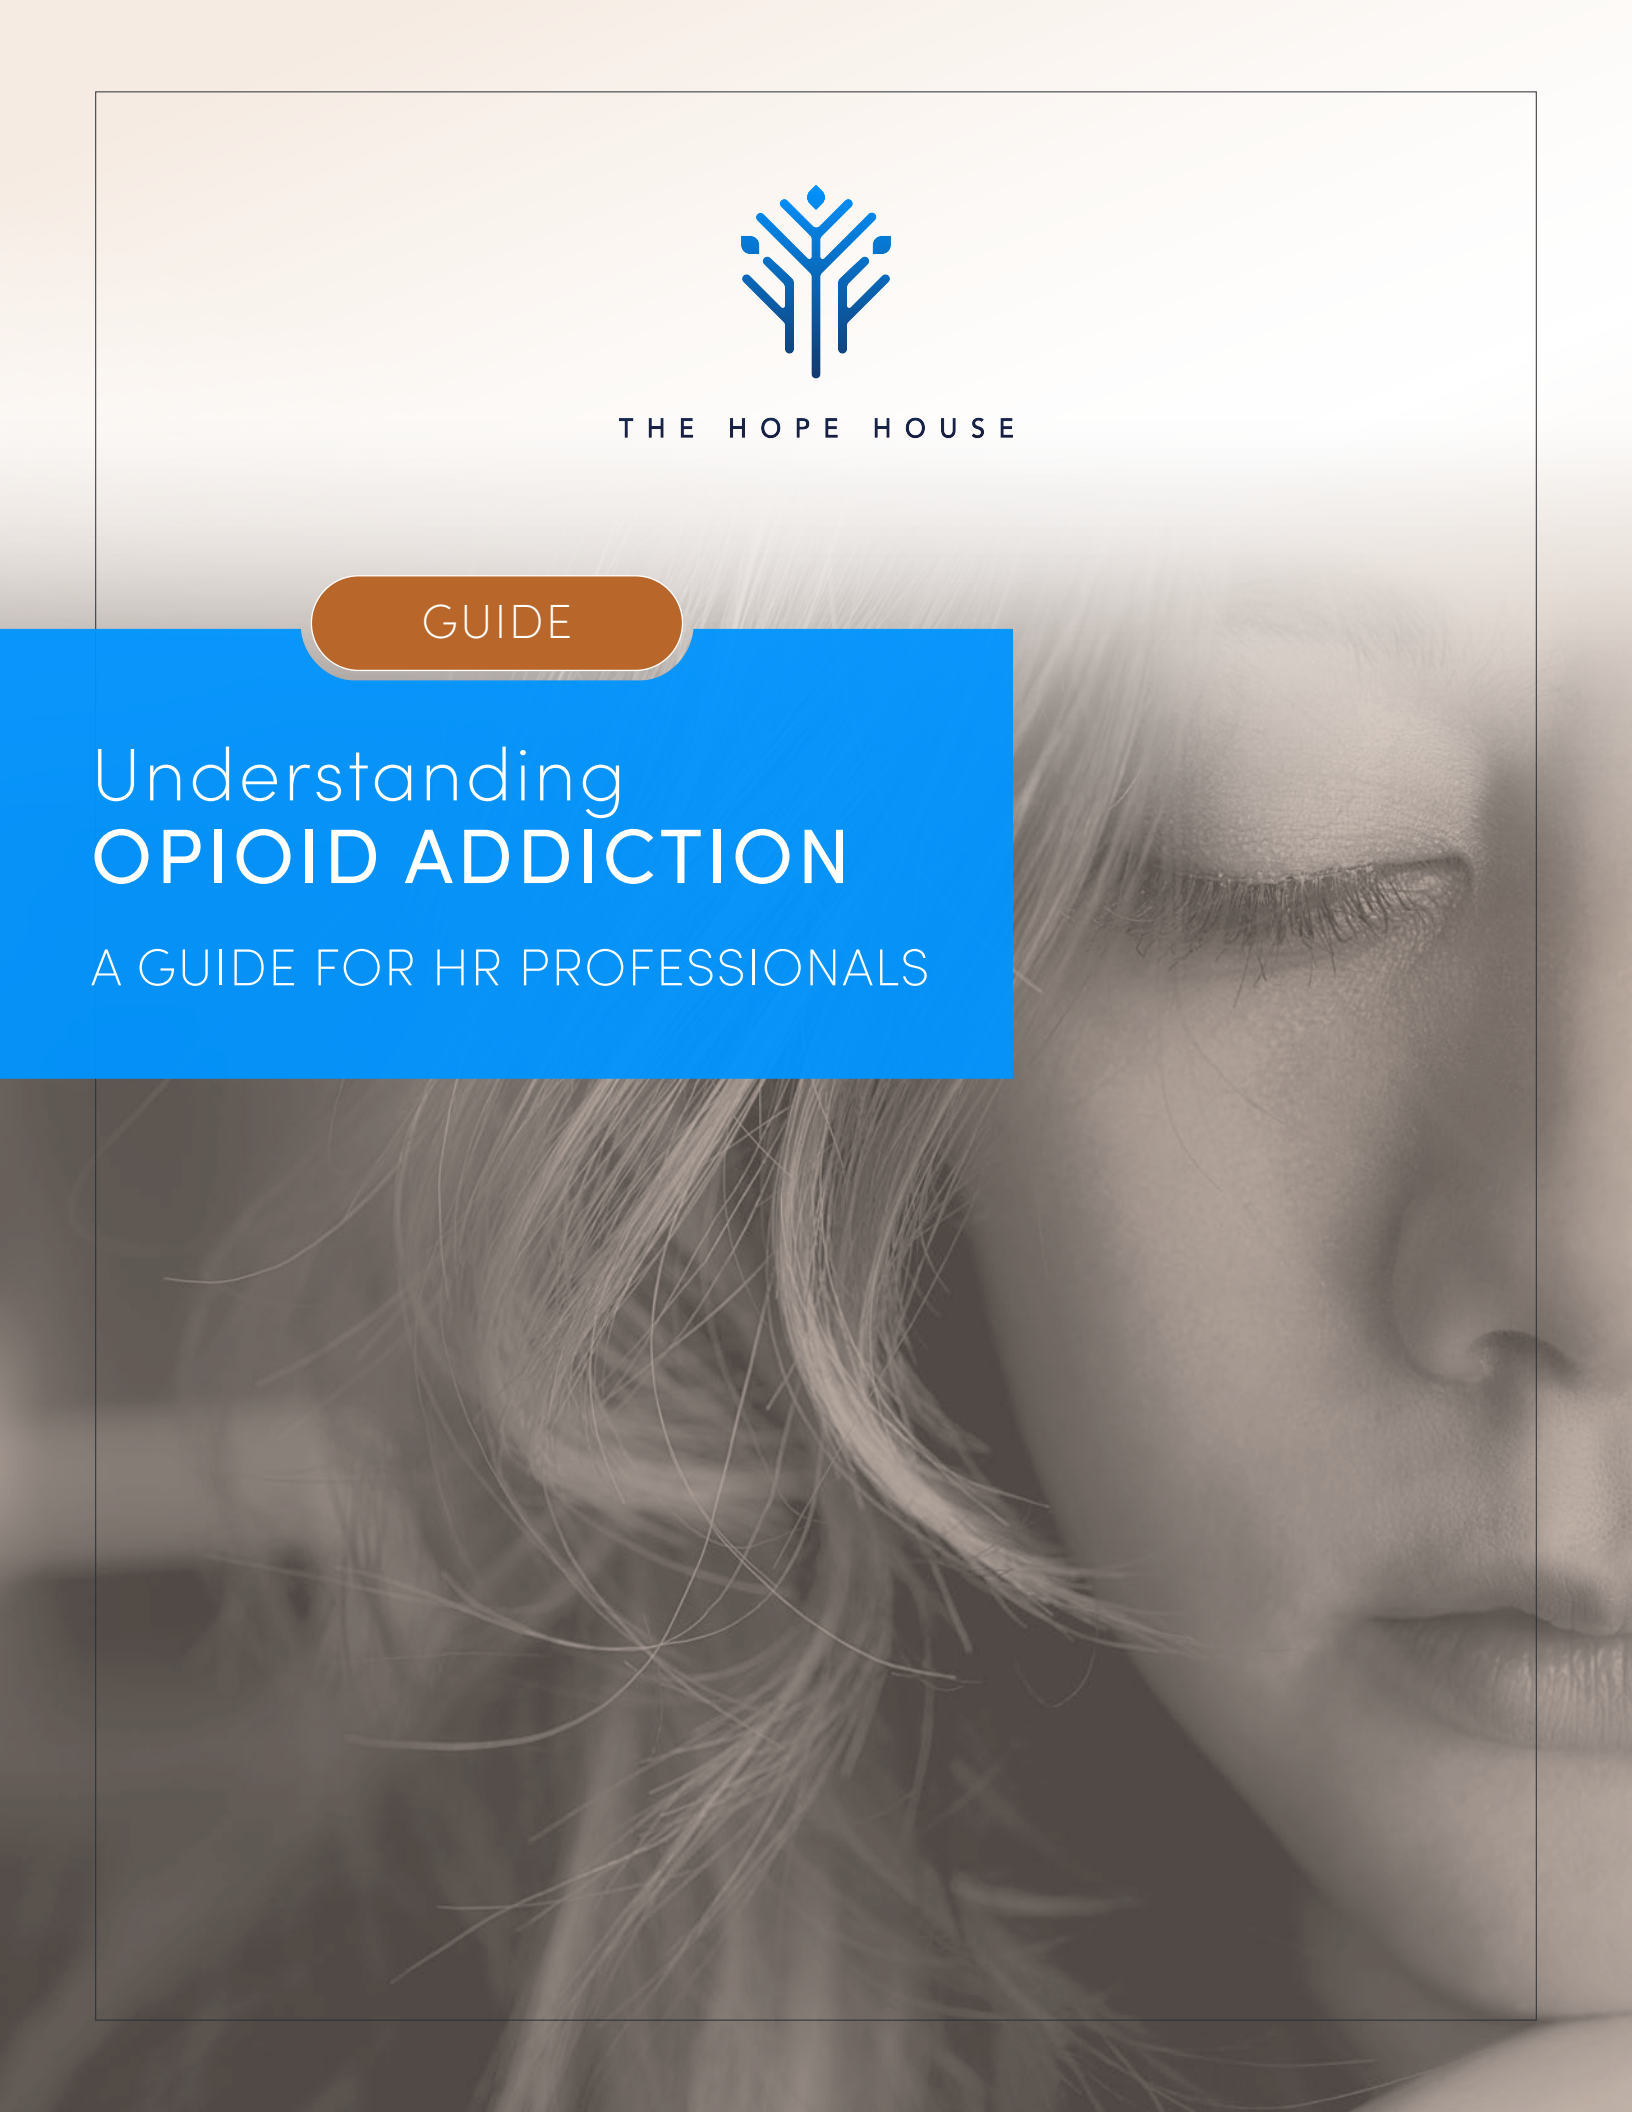 THE HOPE HOUSE
GUIDE
Understanding
OPIOID ADDICTION
A GUIDE FOR HR PROFESSIONALS